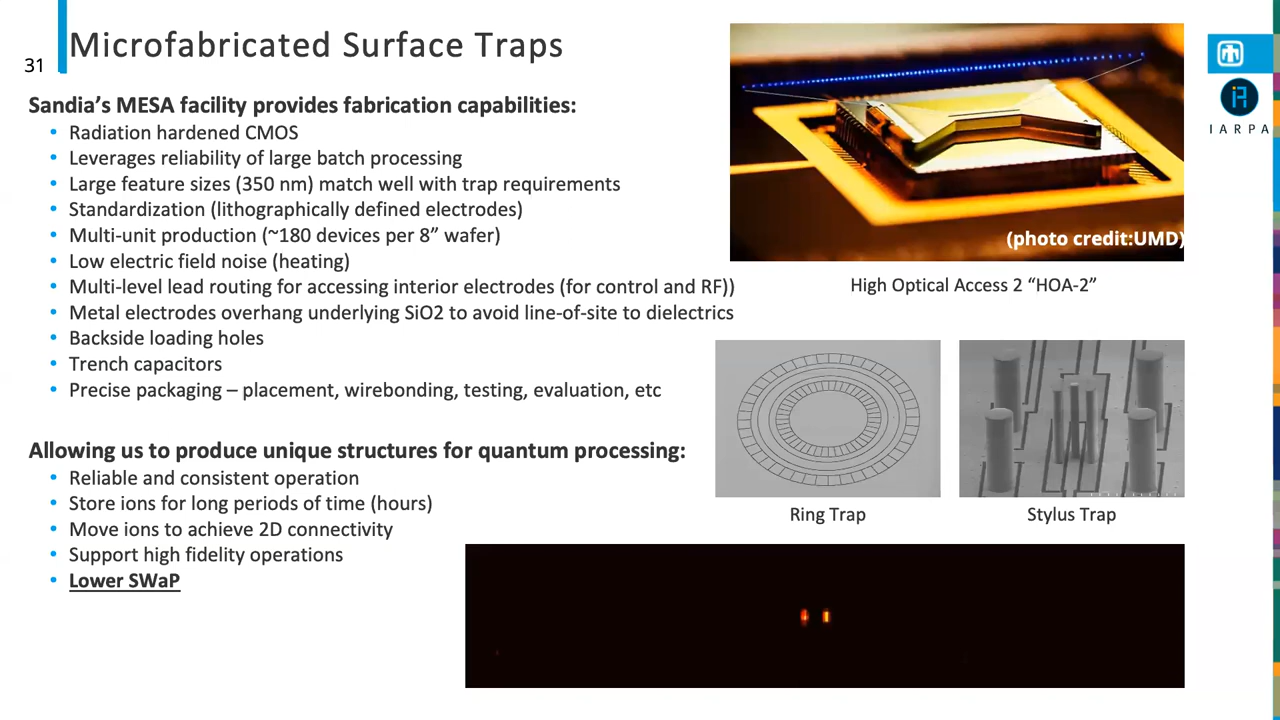 Microfabricated Surface Traps
31
Sandia's MESA facility provides fabrication capabilities:
• Radiation hardened CMOS
• Leverages reliability of large batch processing
• Large feature sizes (350 nm) match well with trap requirements
• Standardization (lithographically defined electrodes)
• Multi-unit production (~180 devices per 8” wafer)
• Low electric field noise (heating)
• Multi-level lead routing for accessing interior electrodes (for control and RF))
• Metal electrodes overhang underlying SiO2 to avoid line-of-site to dielectrics
• Backside loading holes
• Trench capacitors
• Precise packaging – placement, wirebonding, testing, evaluation, etc
Allowing us to produce unique structures for quantum processing:
• Reliable and consistent operation
• Store ions for long periods of time (hours)
• Move ions to achieve 2D connectivity
• Support high fidelity operations
• Lower SWaP
(photo credit:UMD)
High Optical Access 2 “HOA-2”
Ring Trap
Stylus Trap
IARPA